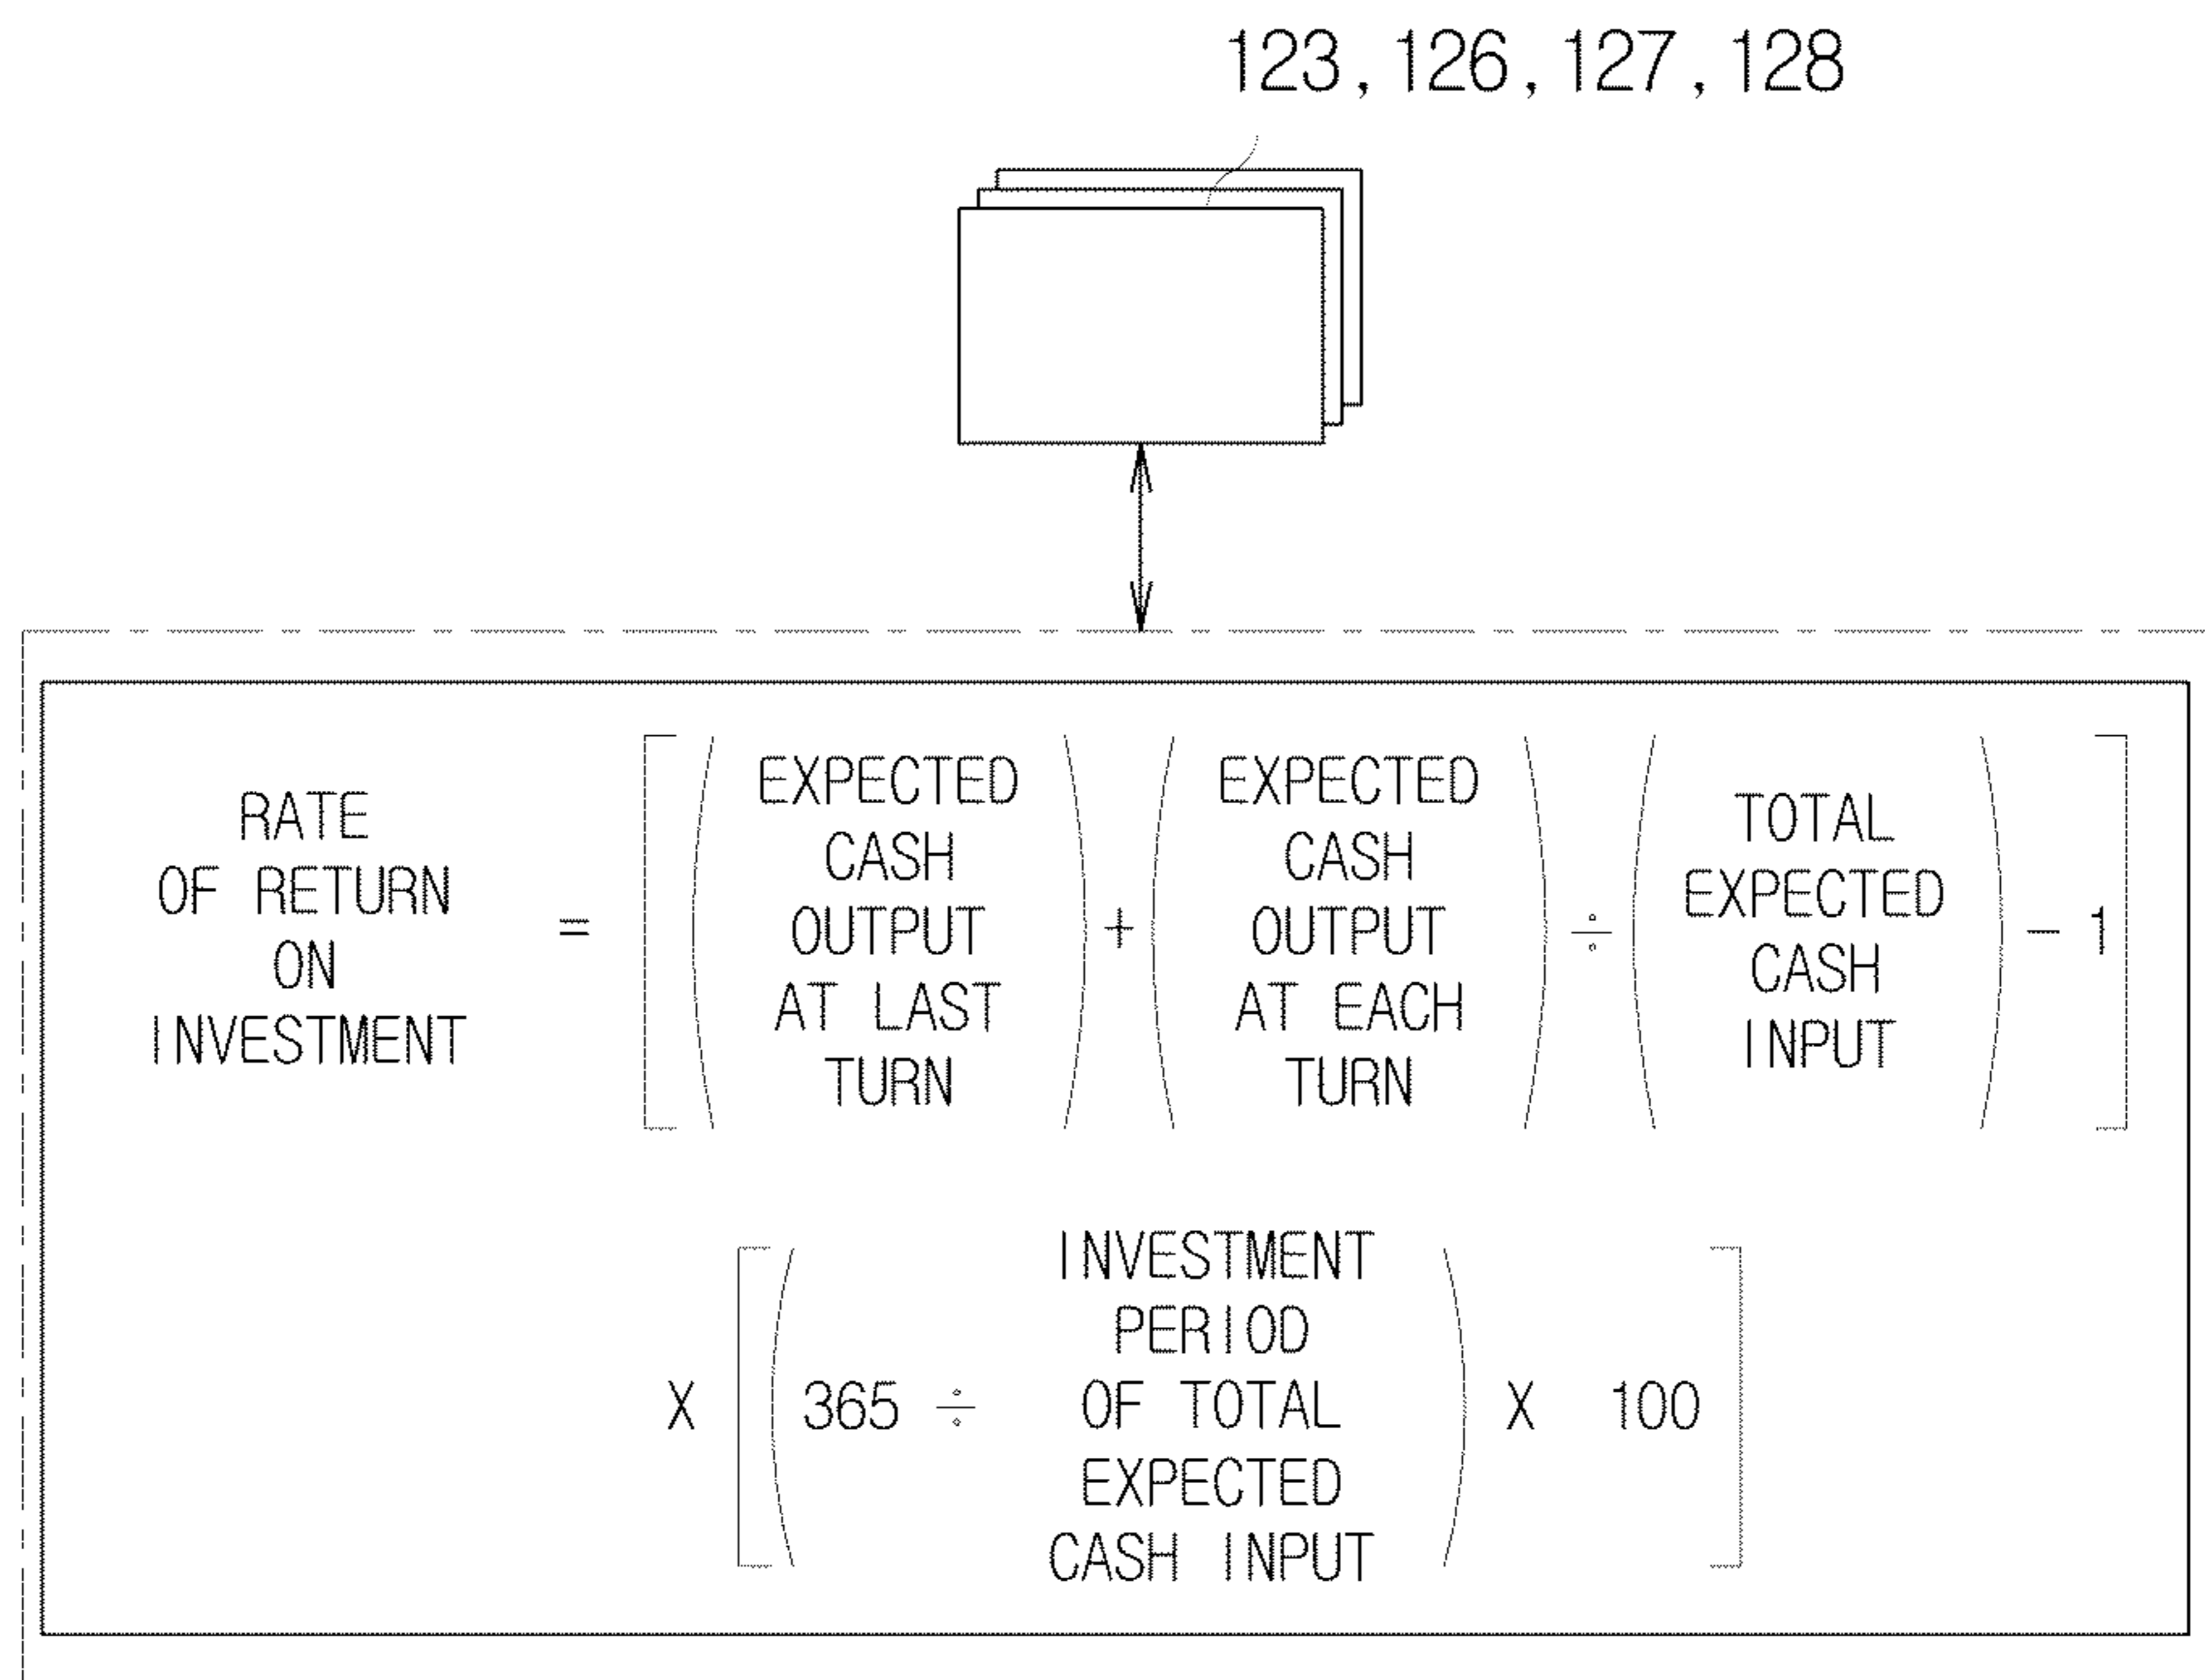 123, 126, 127, 128
RATE
OF RETURN
ON
INVESTMENT
=
EXPECTED
CASH
OUTPUT
AT LAST
TURN
+
EXPECTED
CASH
OUTPUT
AT EACH
TURN
÷
TOTAL
EXPECTED
CASH
INPUT
− 1
X
365 ÷
INVESTMENT
PERIOD
OF TOTAL
EXPECTED
CASH INPUT
X 100